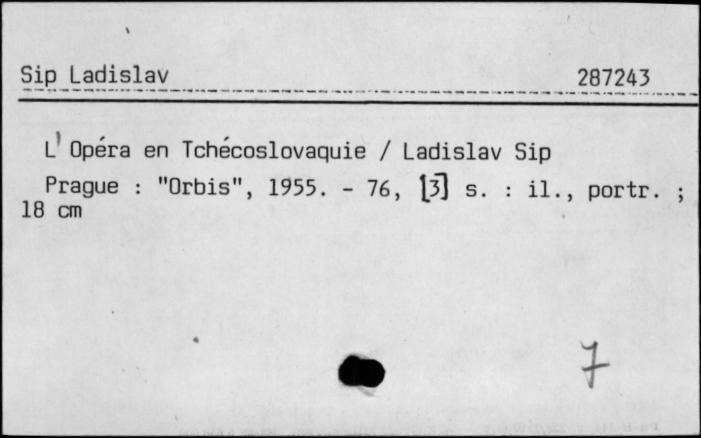 Sip Ladislav 287243
L'Opéra en Tchécoslovaquie / Ladislav Sip
Prague : "Orbis", 1955. - 76, [3] s. : il., portr. ;
18 cm
7